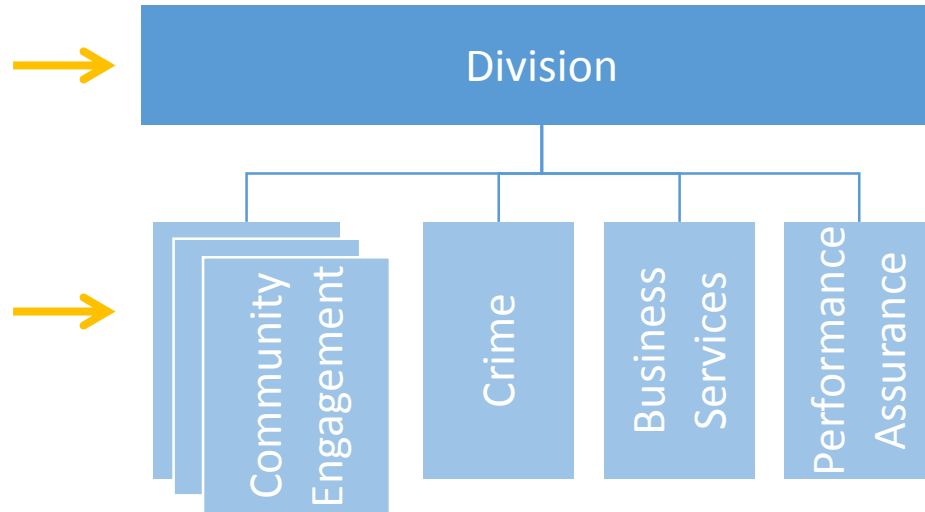 Division
Community
Engagement
Crime
Business
Services
Performance
Assurance